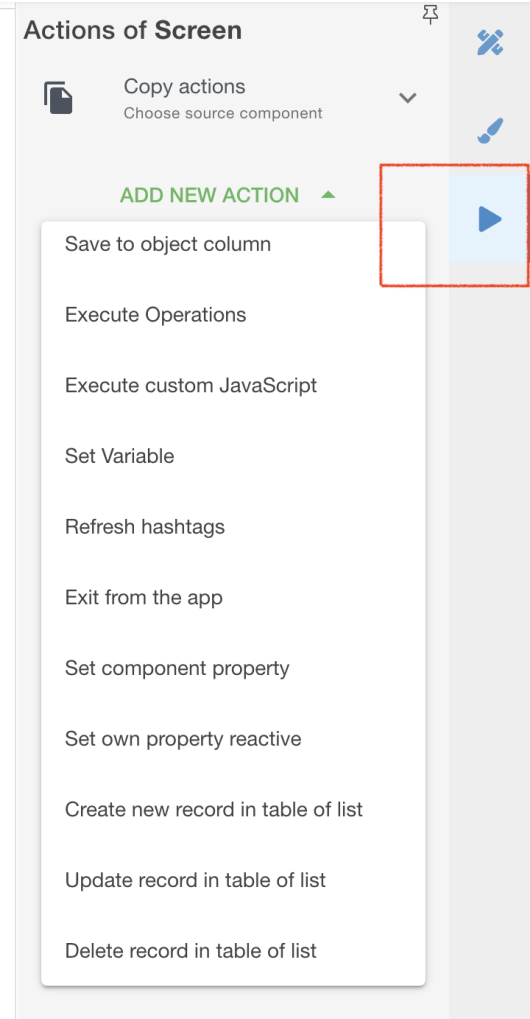 Actions of Screen
Copy actions
Choose source component
ADD NEW ACTION
Save to object column
Execute Operations
Execute custom JavaScript
Set Variable
Refresh hashtags
Exit from the app
Set component property
Set own property reactive
Create new record in table of list
Update record in table of list
Delete record in table of list